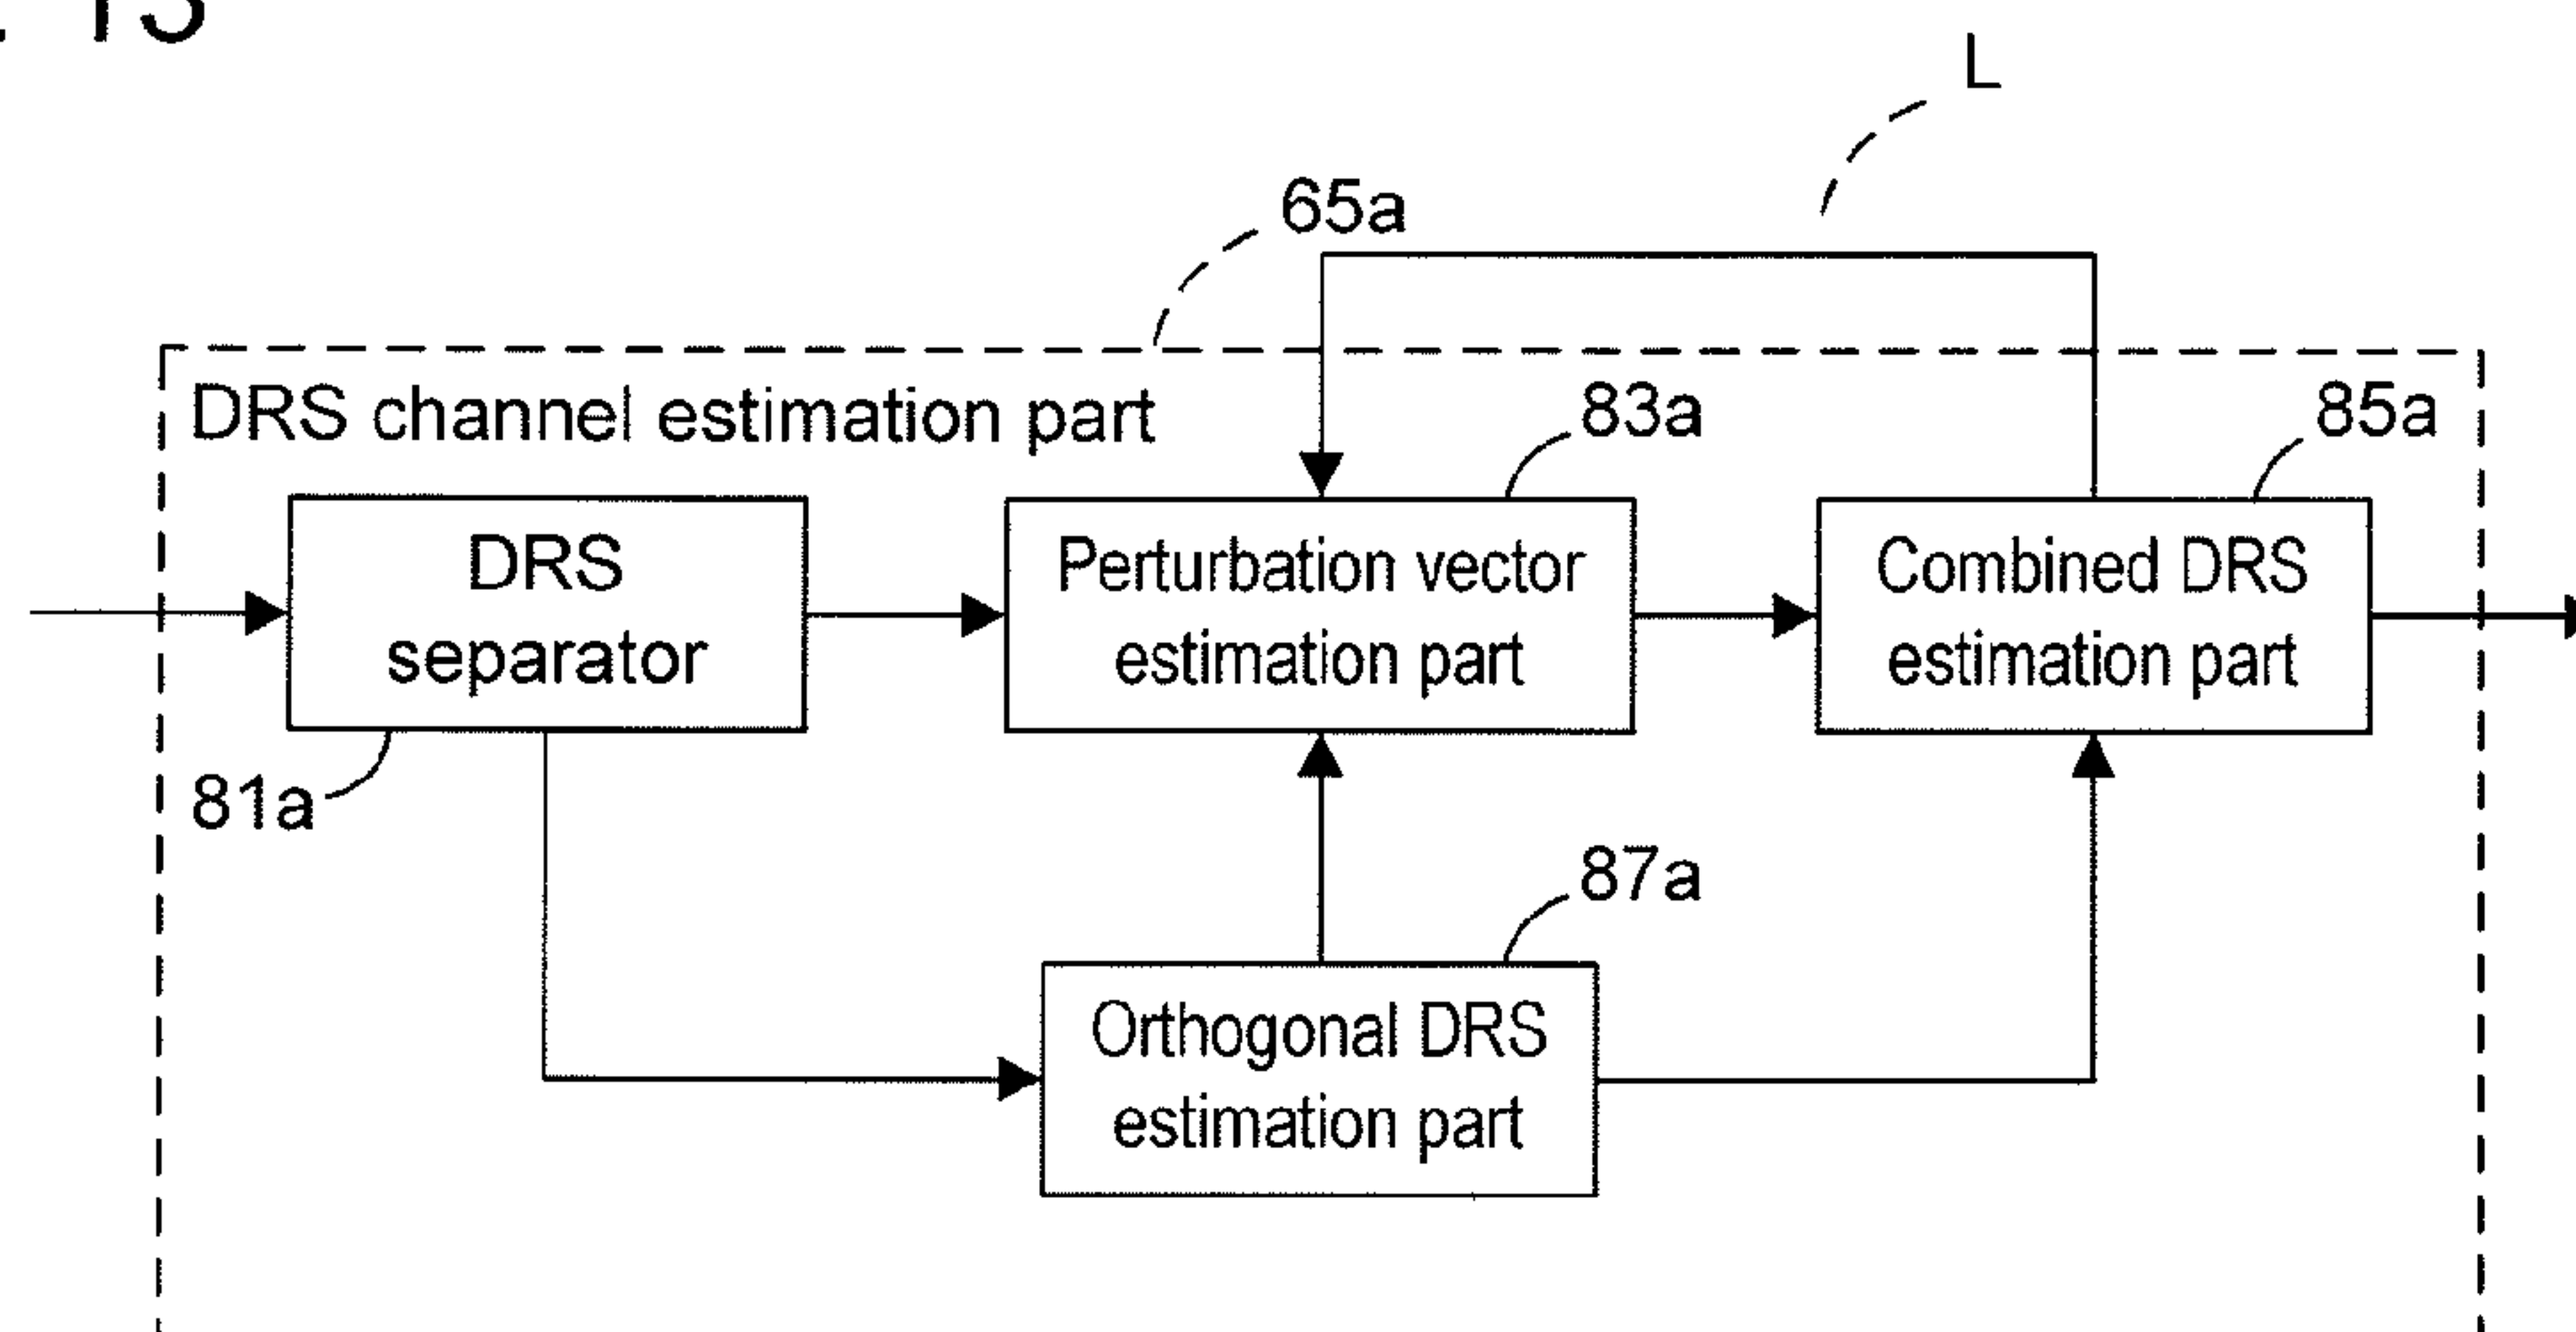 13
L
65a
DRS channel estimation part
83a
85a
DRS
separator
Perturbation vector
estimation part
Combined DRS
estimation part
81a
87a
Orthogonal DRS
estimation part